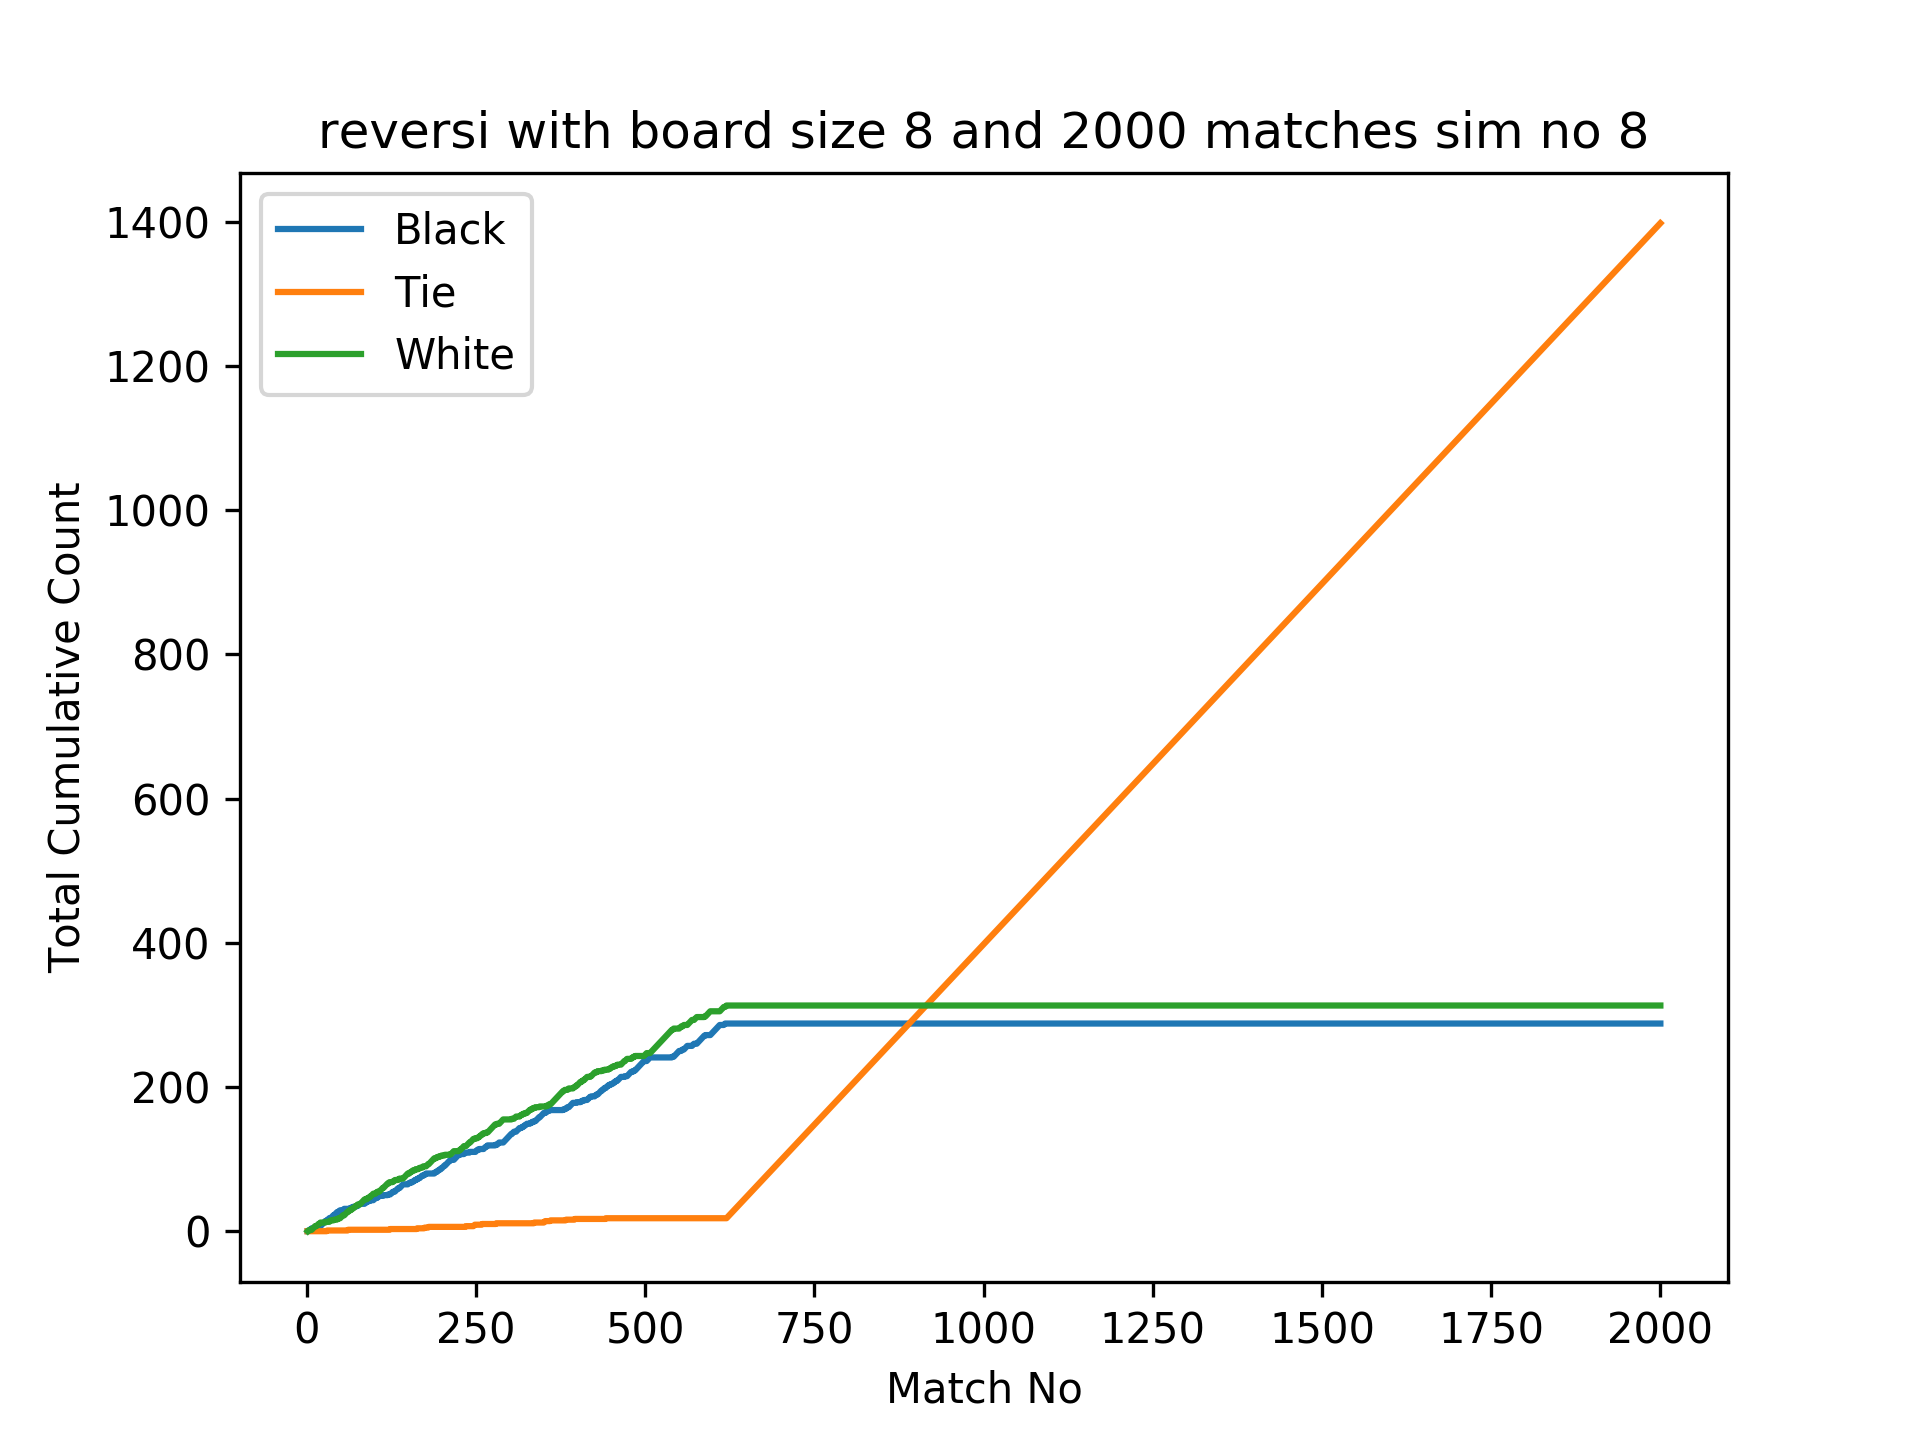 reversi with board size 8 and 2000 matches sim no 8
Black
Tie
White
1400
1200
1000
800
600
400
200
0
Total Cumulative Count
0 250 500 750 1000 1250 1500 1750 2000
Match No